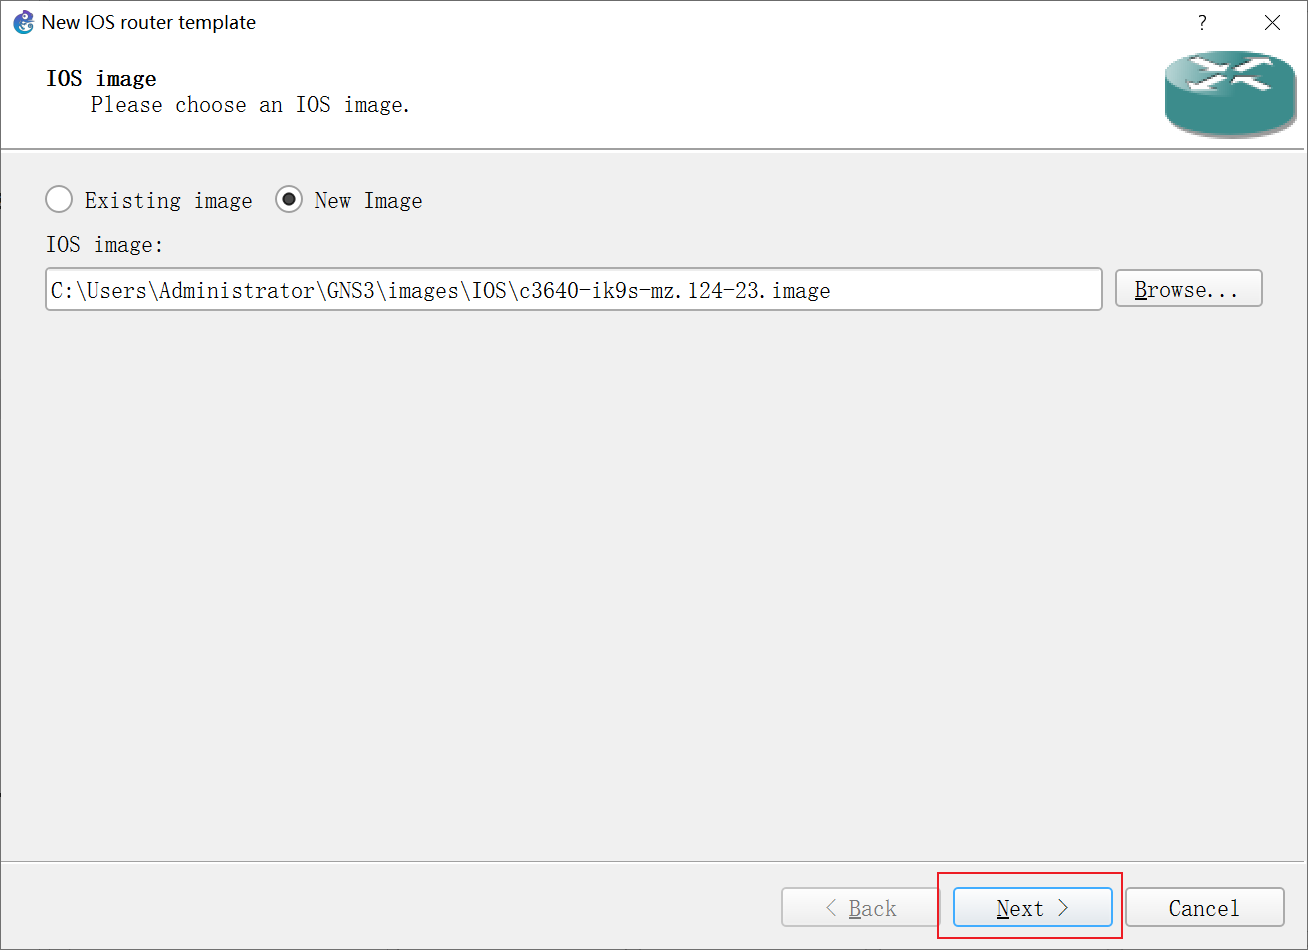 New IOS router template ?
IOS image
Please choose an IOS image.
Existing image New Image
IOS image:
C:\Users\Administrator\GNS3\images\IOS\c3640-ik9s-mz.124-23.image Browse...
< Back Next > Cancel